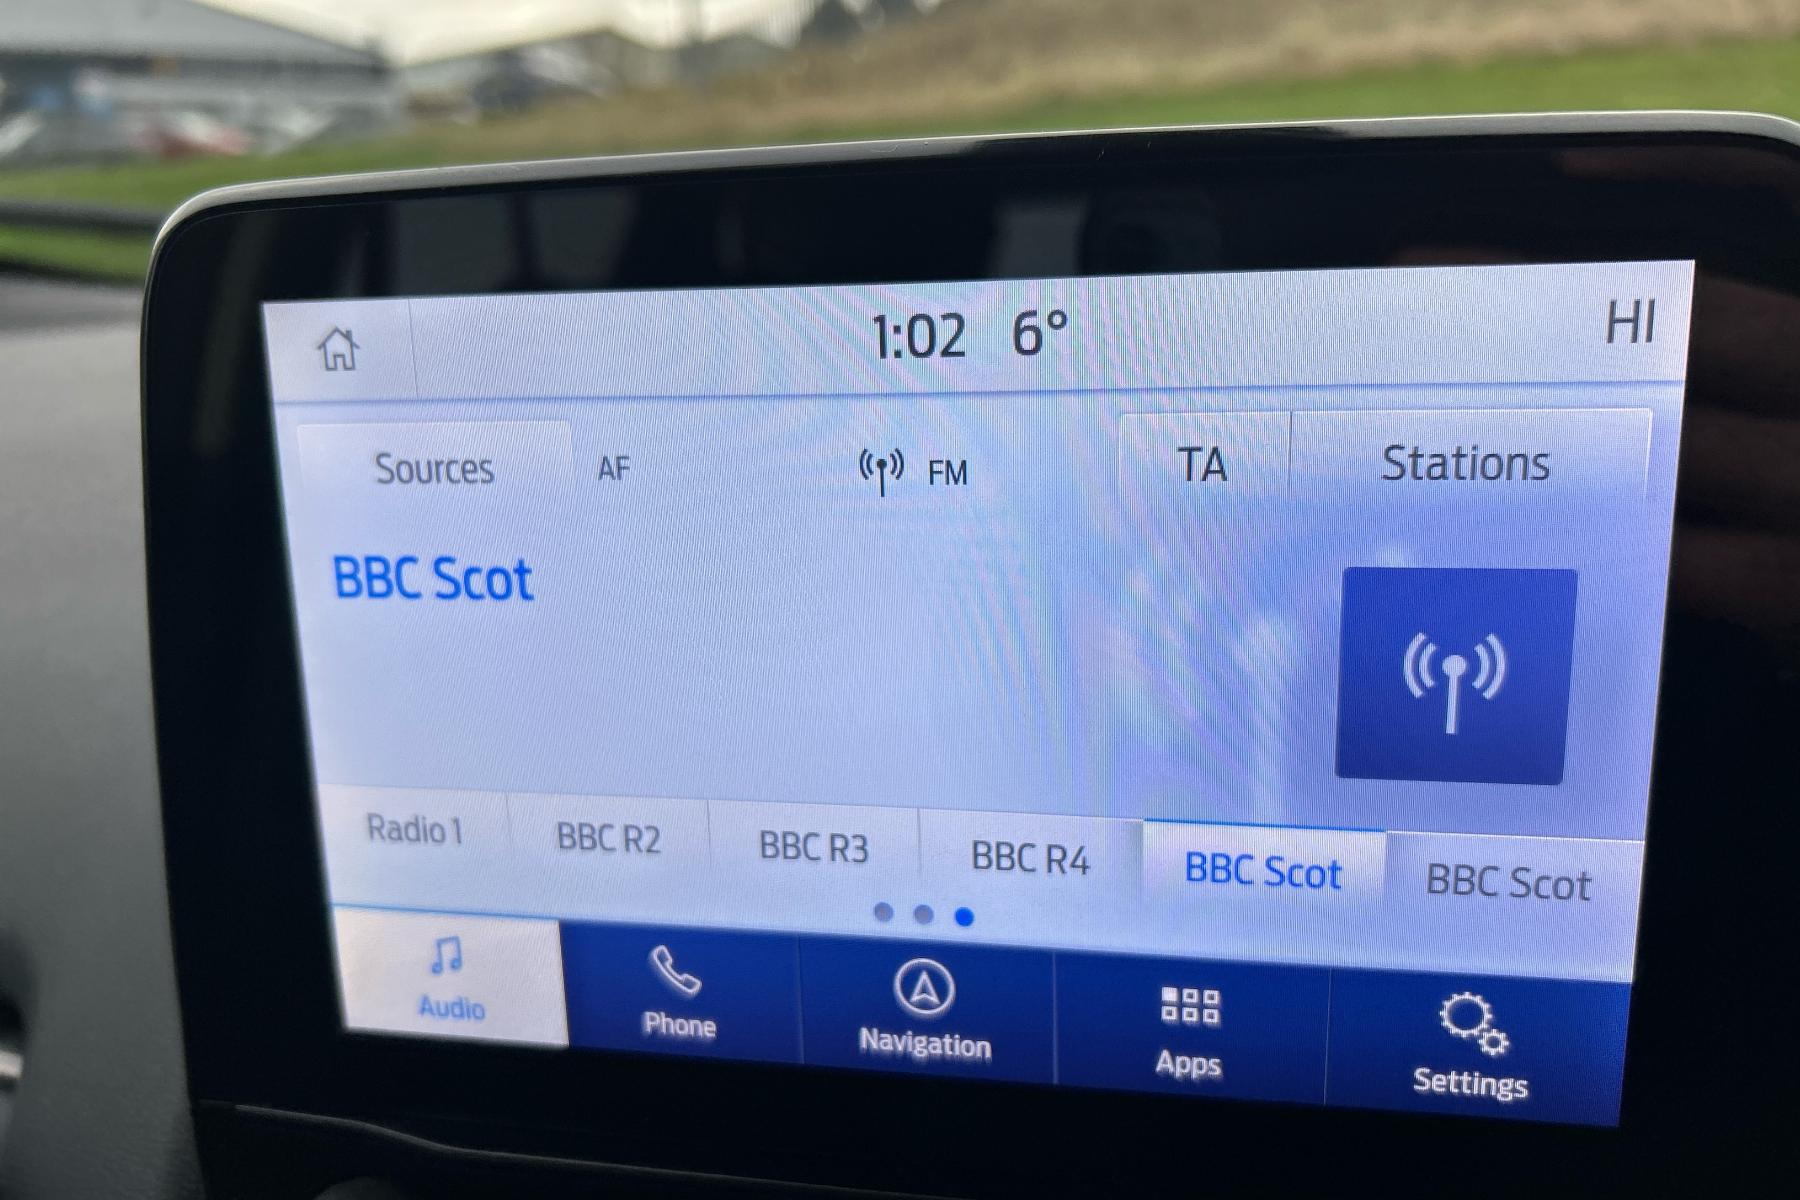 1:02 6° HI
Sources AF FM TA Stations
BBC Scot
Radio 1 BBC R2 BBC R3 BBC R4 BBC Scot BBC Scot
Audio Phone Navigation Apps Settings